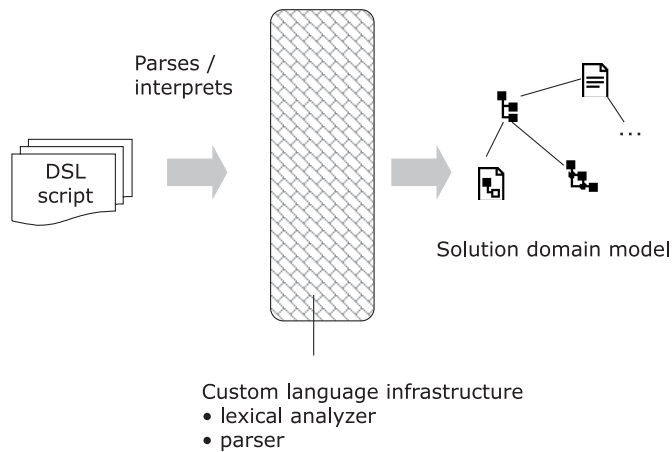 Parses /
interprets
DSL
script
...
Solution domain model
Custom language infrastructure
• lexical analyzer
• parser